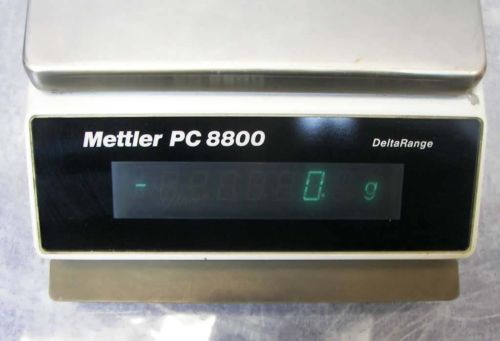 Mettler PC 8800
DeltaRange
- 0. g